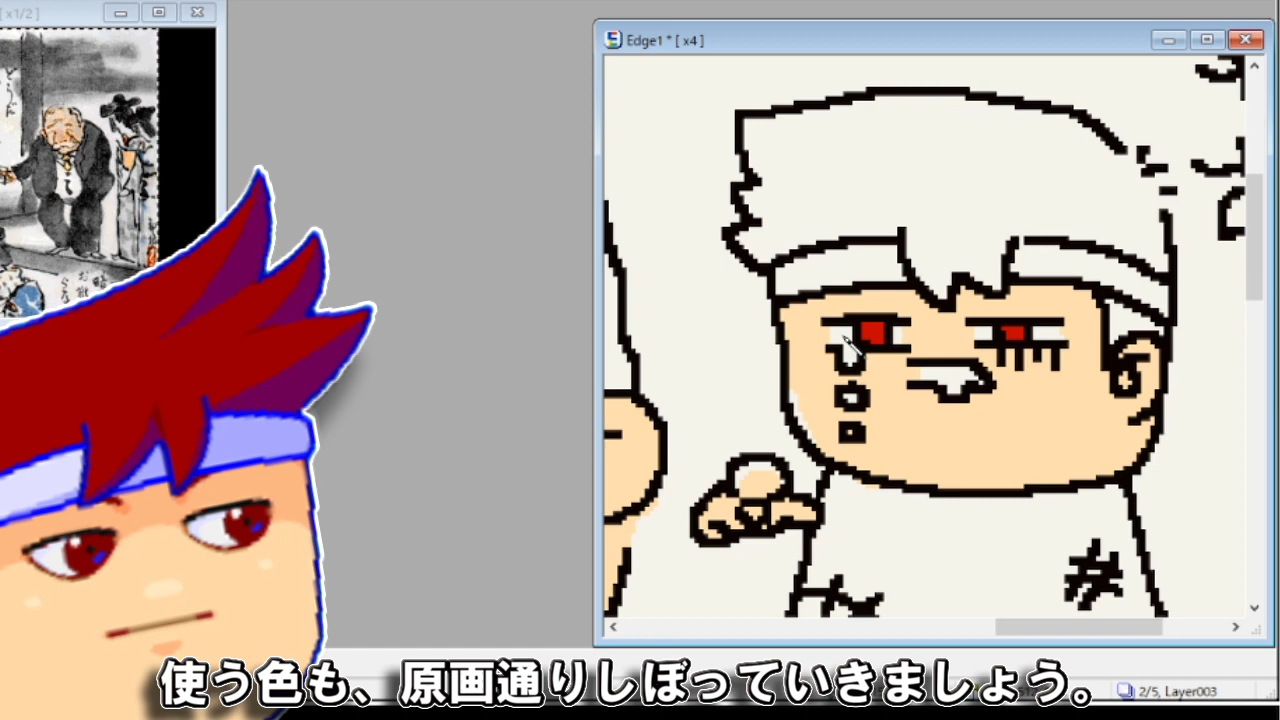 [ x1/2 ]
Edge1 * [ x4 ]
使う色も、原画通りしぼっていきましょう。
2/5, Layer003